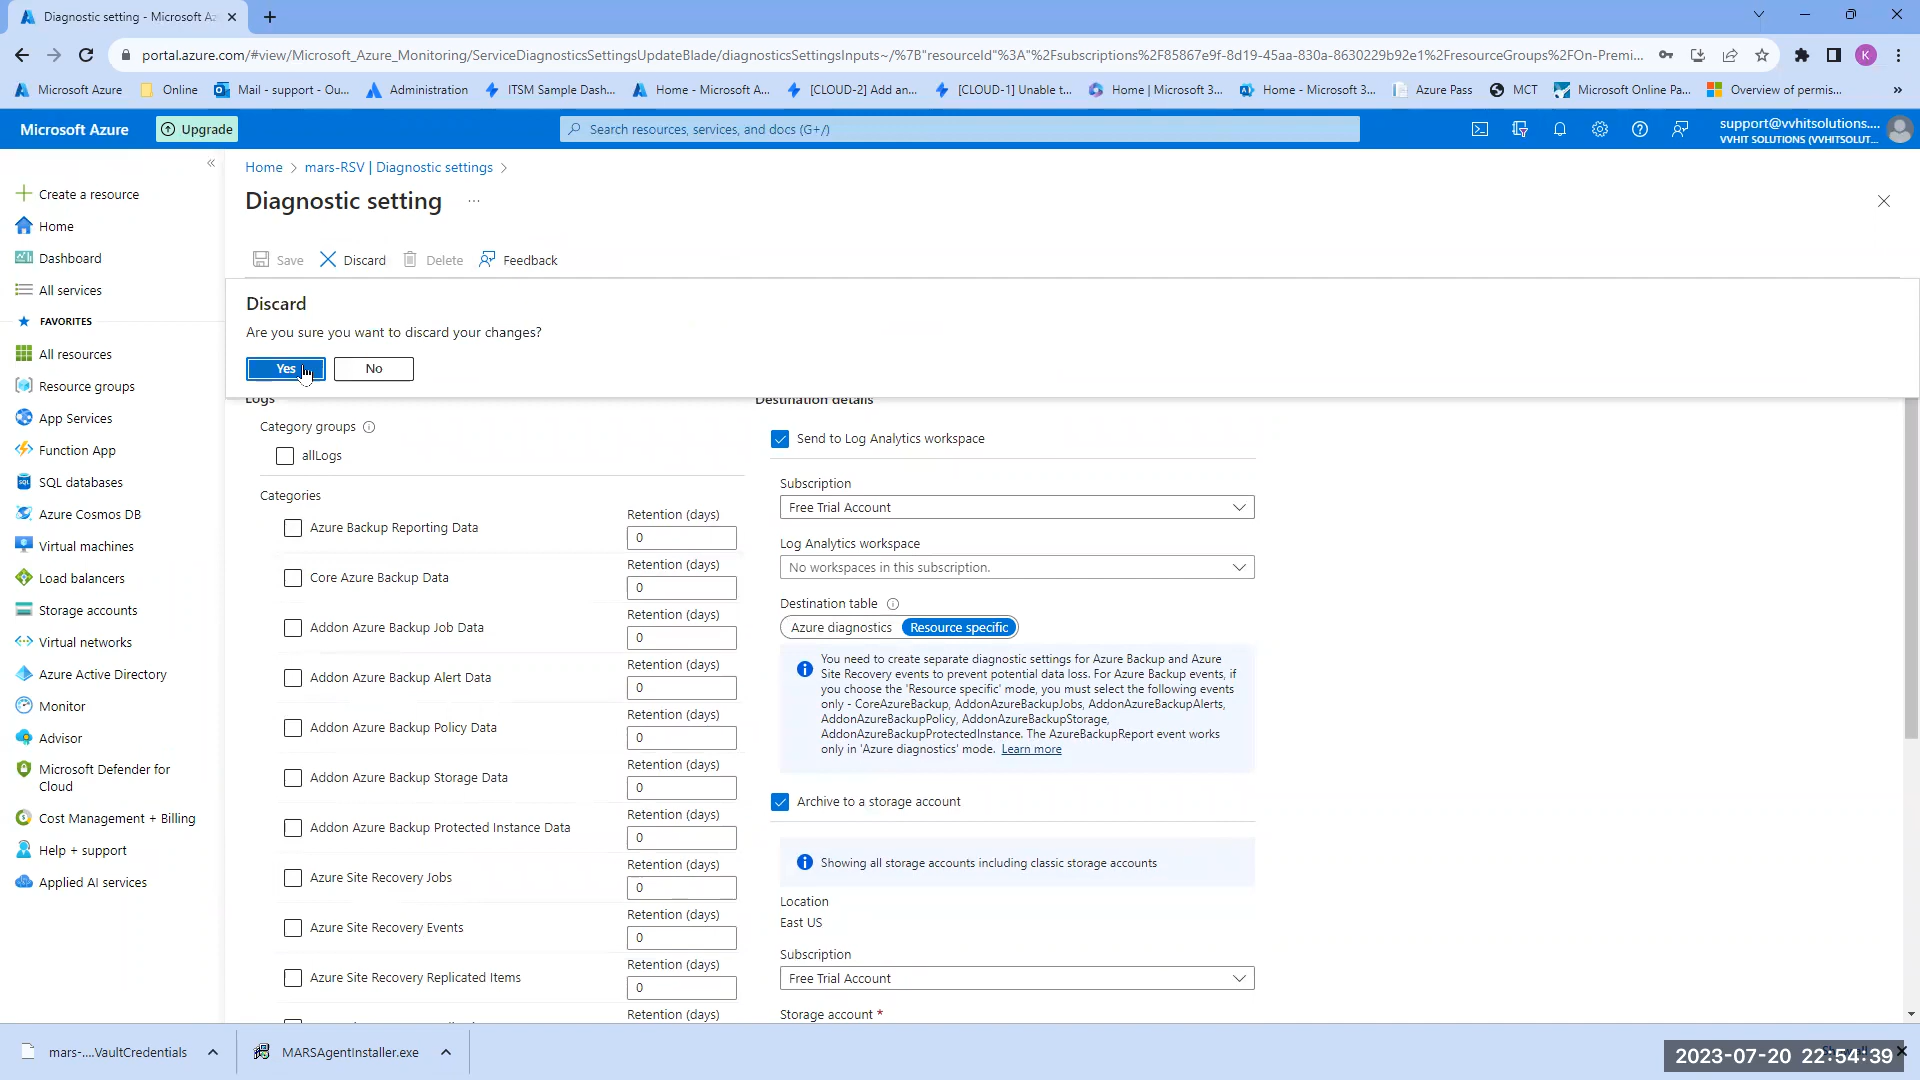 Diagnostic setting - Microsoft Az
portal.azure.com/#view/Microsoft_Azure_Monitoring/ServiceDiagnosticsSettingsUpdateBlade/diagnosticsSettingsInputs~/%7B"resourceId"%3A"%2Fsubscriptions%2F85867e9f-8d19-45aa-830a-8630229b92e1%2FresourceGroups%2FOn-Premi...
K
Microsoft Azure
Online
Mail - support - Ou...
Administration
ITSM Sample Dash...
Home - Microsoft A...
[CLOUD-2] Add an...
[CLOUD-1] Unable t...
Home | Microsoft 3...
Home - Microsoft 3...
Azure Pass
MCT
Microsoft Online Pa...
Overview of permis...
»
Microsoft Azure
Upgrade
Search resources, services, and docs (G+/)
support@vvhitsolutions....
VVHIT SOLUTIONS (VVHITSOLUT...
«
Create a resource
Home
Dashboard
All services
FAVORITES
All resources
Resource groups
App Services
Function App
SQL databases
Azure Cosmos DB
Virtual machines
Load balancers
Storage accounts
Virtual networks
Azure Active Directory
Monitor
Advisor
Microsoft Defender for
Cloud
Cost Management + Billing
Help + support
Applied AI services
Home > mars-RSV | Diagnostic settings >
Diagnostic setting ...
Save
Discard
Delete
Feedback
Discard
Are you sure you want to discard your changes?
Yes
No
Logs
Category groups
allLogs
Categories
Azure Backup Reporting Data
Retention (days)
0
Core Azure Backup Data
Retention (days)
0
Addon Azure Backup Job Data
Retention (days)
0
Addon Azure Backup Alert Data
Retention (days)
0
Addon Azure Backup Policy Data
Retention (days)
0
Addon Azure Backup Storage Data
Retention (days)
0
Addon Azure Backup Protected Instance Data
Retention (days)
0
Azure Site Recovery Jobs
Retention (days)
0
Azure Site Recovery Events
Retention (days)
0
Azure Site Recovery Replicated Items
Retention (days)
0
Retention (days)
Destination details
Send to Log Analytics workspace
Subscription
Free Trial Account
Log Analytics workspace
No workspaces in this subscription.
Destination table
Azure diagnostics
Resource specific
You need to create separate diagnostic settings for Azure Backup and Azure
Site Recovery events to prevent potential data loss. For Azure Backup events, if
you choose the 'Resource specific' mode, you must select the following events
only - CoreAzureBackup, AddonAzureBackupJobs, AddonAzureBackupAlerts,
AddonAzureBackupPolicy, AddonAzureBackupStorage,
AddonAzureBackupProtectedInstance. The AzureBackupReport event works
only in 'Azure diagnostics' mode. Learn more
Archive to a storage account
Showing all storage accounts including classic storage accounts
Location
East US
Subscription
Free Trial Account
Storage account *
mars-....VaultCredentials
MARSAgentInstaller.exe
2023-07-20 22:54:39